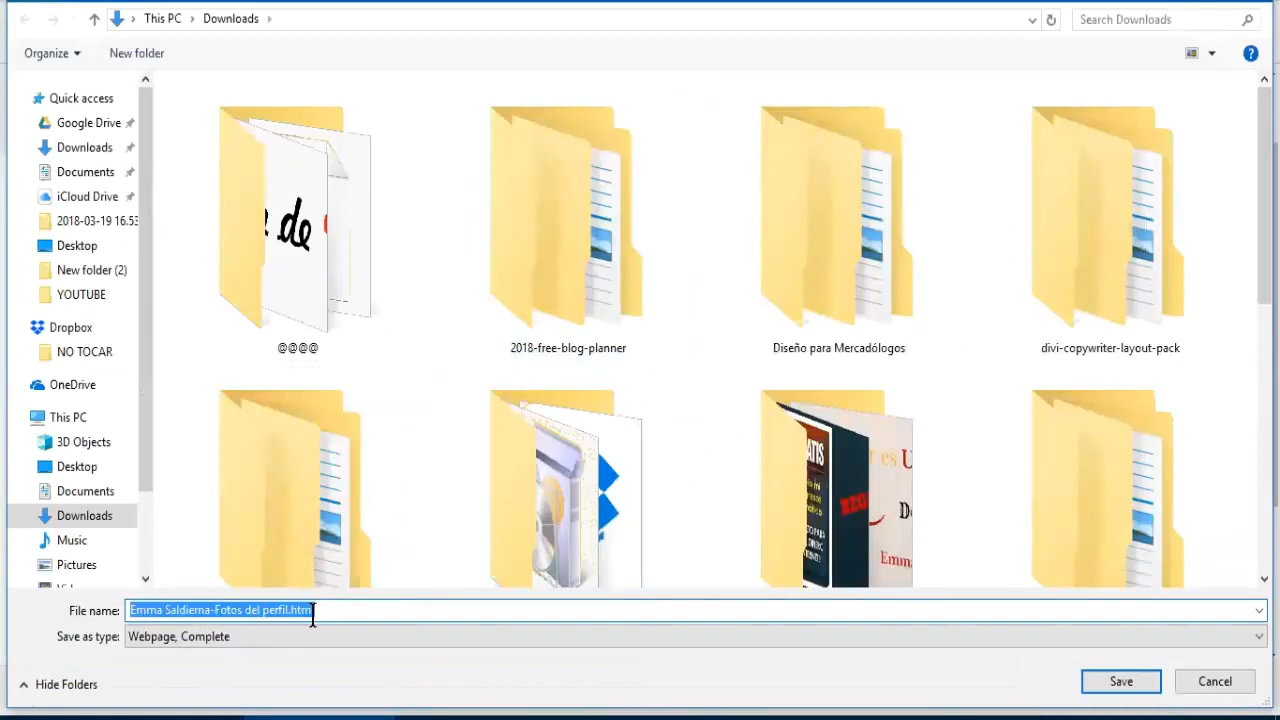 This PC > Downloads >
Search Downloads
Organize
New folder
Quick access
Google Drive
Downloads
Documents
iCloud Drive
2018-03-19 16.53
Desktop
New folder (2)
YOUTUBE
Dropbox
NO TOCAR
OneDrive
This PC
3D Objects
Desktop
Documents
Downloads
Music
Pictures
de
@@@@
2018-free-blog-planner
Diseño para Mercadólogos
divi-copywriter-layout-pack
File name: Emma Saldierna-Fotos del perfil.htm
Save as type: Webpage, Complete
Hide Folders
Save
Cancel